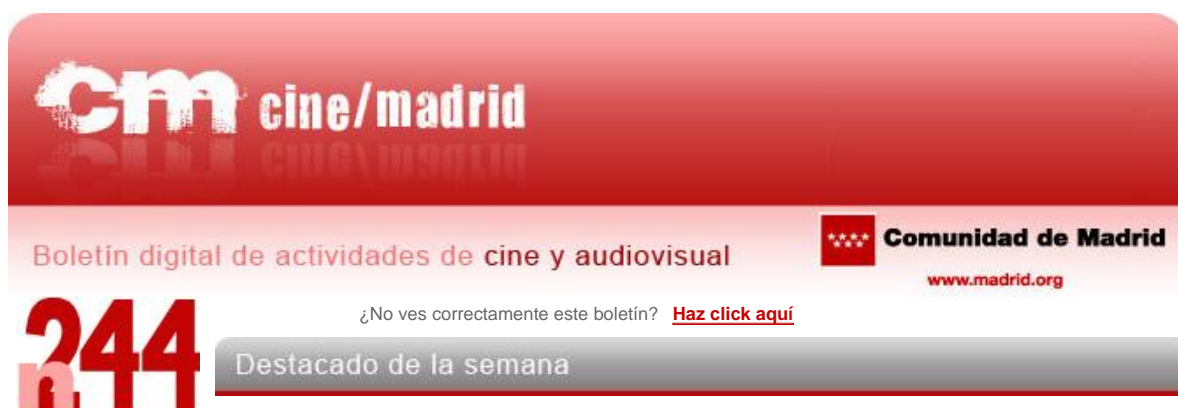 cm cine/madrid
Boletín digital de actividades de cine y audiovisual
Comunidad de Madrid
www.madrid.org
¿No ves correctamente este boletín? Haz click aquí
n244
Destacado de la semana